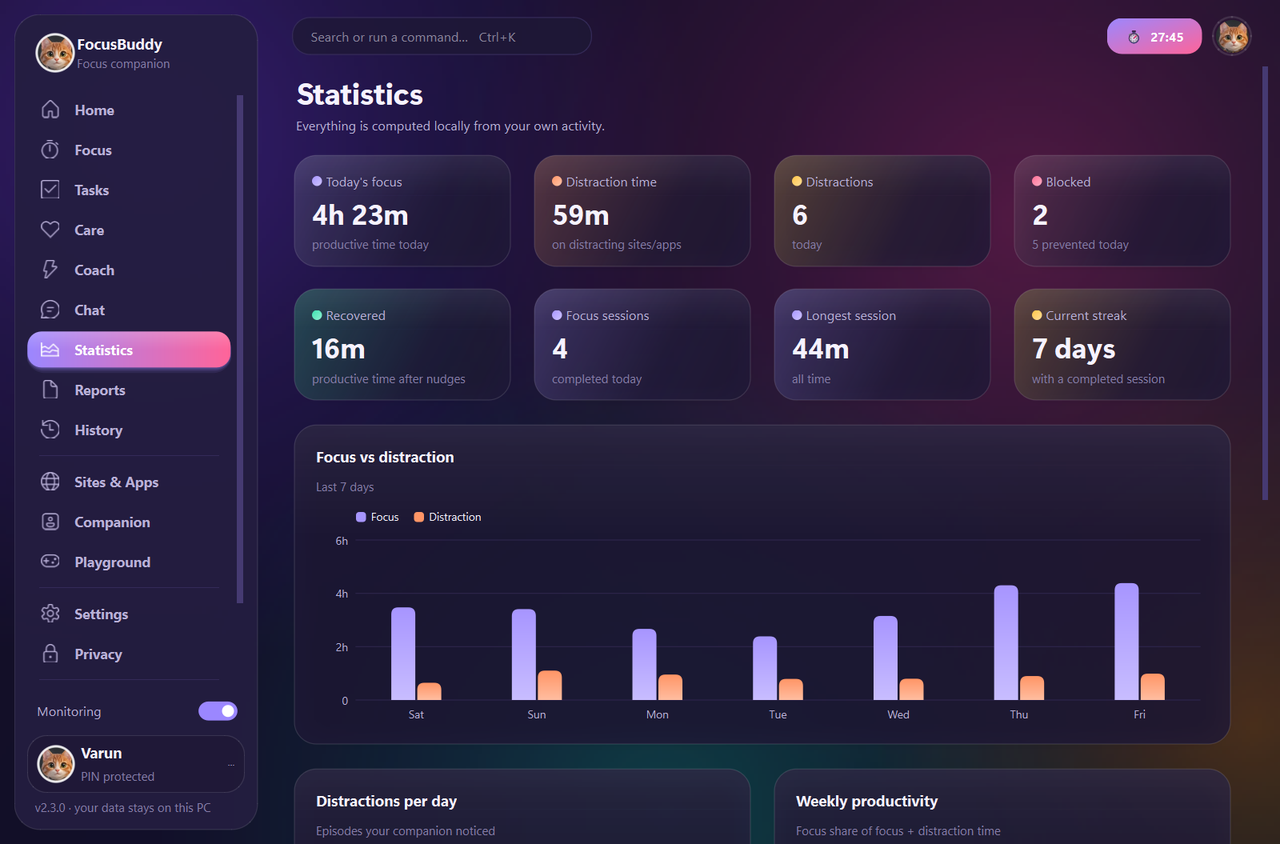 FocusBuddy
Focus companion
Home
Focus
Tasks
Care
Coach
Chat
Statistics
Reports
History
Sites & Apps
Companion
Playground
Settings
Privacy
Monitoring
Varun
PIN protected
v2.3.0 · your data stays on this PC
Search or run a command... Ctrl+K
27:45
Statistics
Everything is computed locally from your own activity.
Today's focus
4h 23m
productive time today
Distraction time
59m
on distracting sites/apps
Distractions
6
today
Blocked
2
5 prevented today
Recovered
16m
productive time after nudges
Focus sessions
4
completed today
Longest session
44m
all time
Current streak
7 days
with a completed session
Focus vs distraction
Last 7 days
Focus Distraction
6h
4h
2h
0
Sat Sun Mon Tue Wed Thu Fri
Distractions per day
Episodes your companion noticed
Weekly productivity
Focus share of focus + distraction time